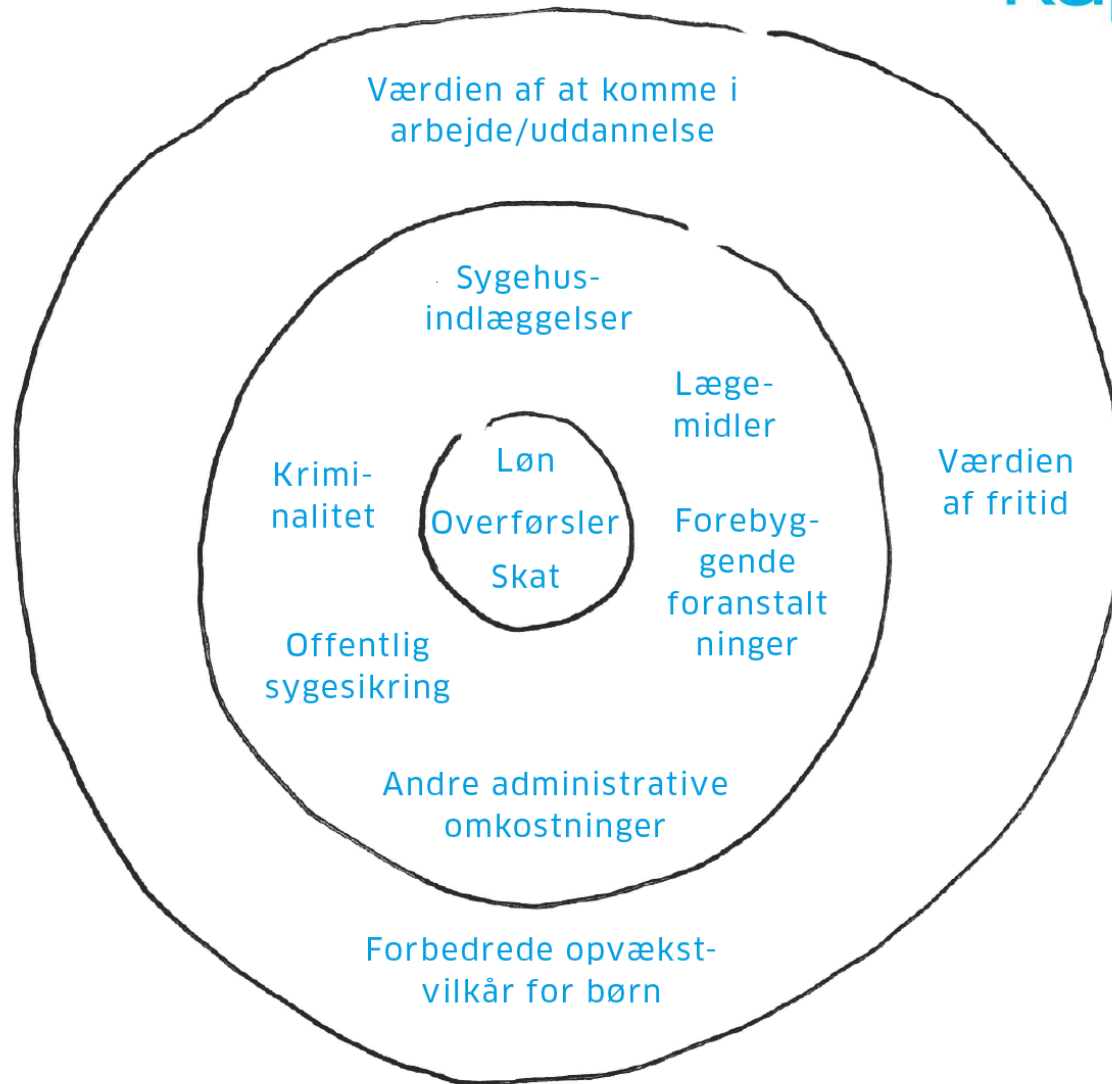 Værdien af at komme i
arbejde/uddannelse
Sygehus-
indlæggelser
Læge-
midler
Krimi-
nalitet
Løn
Overførsler
Skat
Forebyg-
gende
foranstalt
ninger
Værdien
af fritid
Offentlig
sygesikring
Andre administrative
omkostninger
Forbedrede opvækst-
vilkår for børn